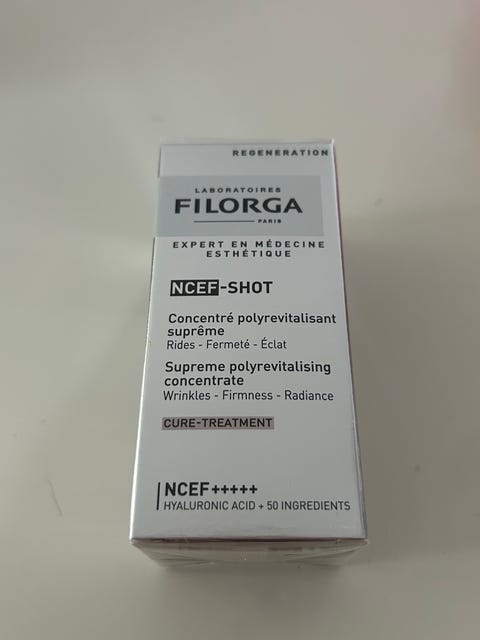 REGENERATION
LABORATOIRES
FILORGA
PARIS
EXPERT EN MÉDECINE
ESTHÉTIQUE
NCEF-SHOT
Concentré polyrevitalisant
suprême
Rides - Fermeté - Éclat
Supreme polyrevitalising
concentrate
Wrinkles - Firmness - Radiance
CURE-TREATMENT
NCEF+++++
HYALURONIC ACID + 50 INGREDIENTS